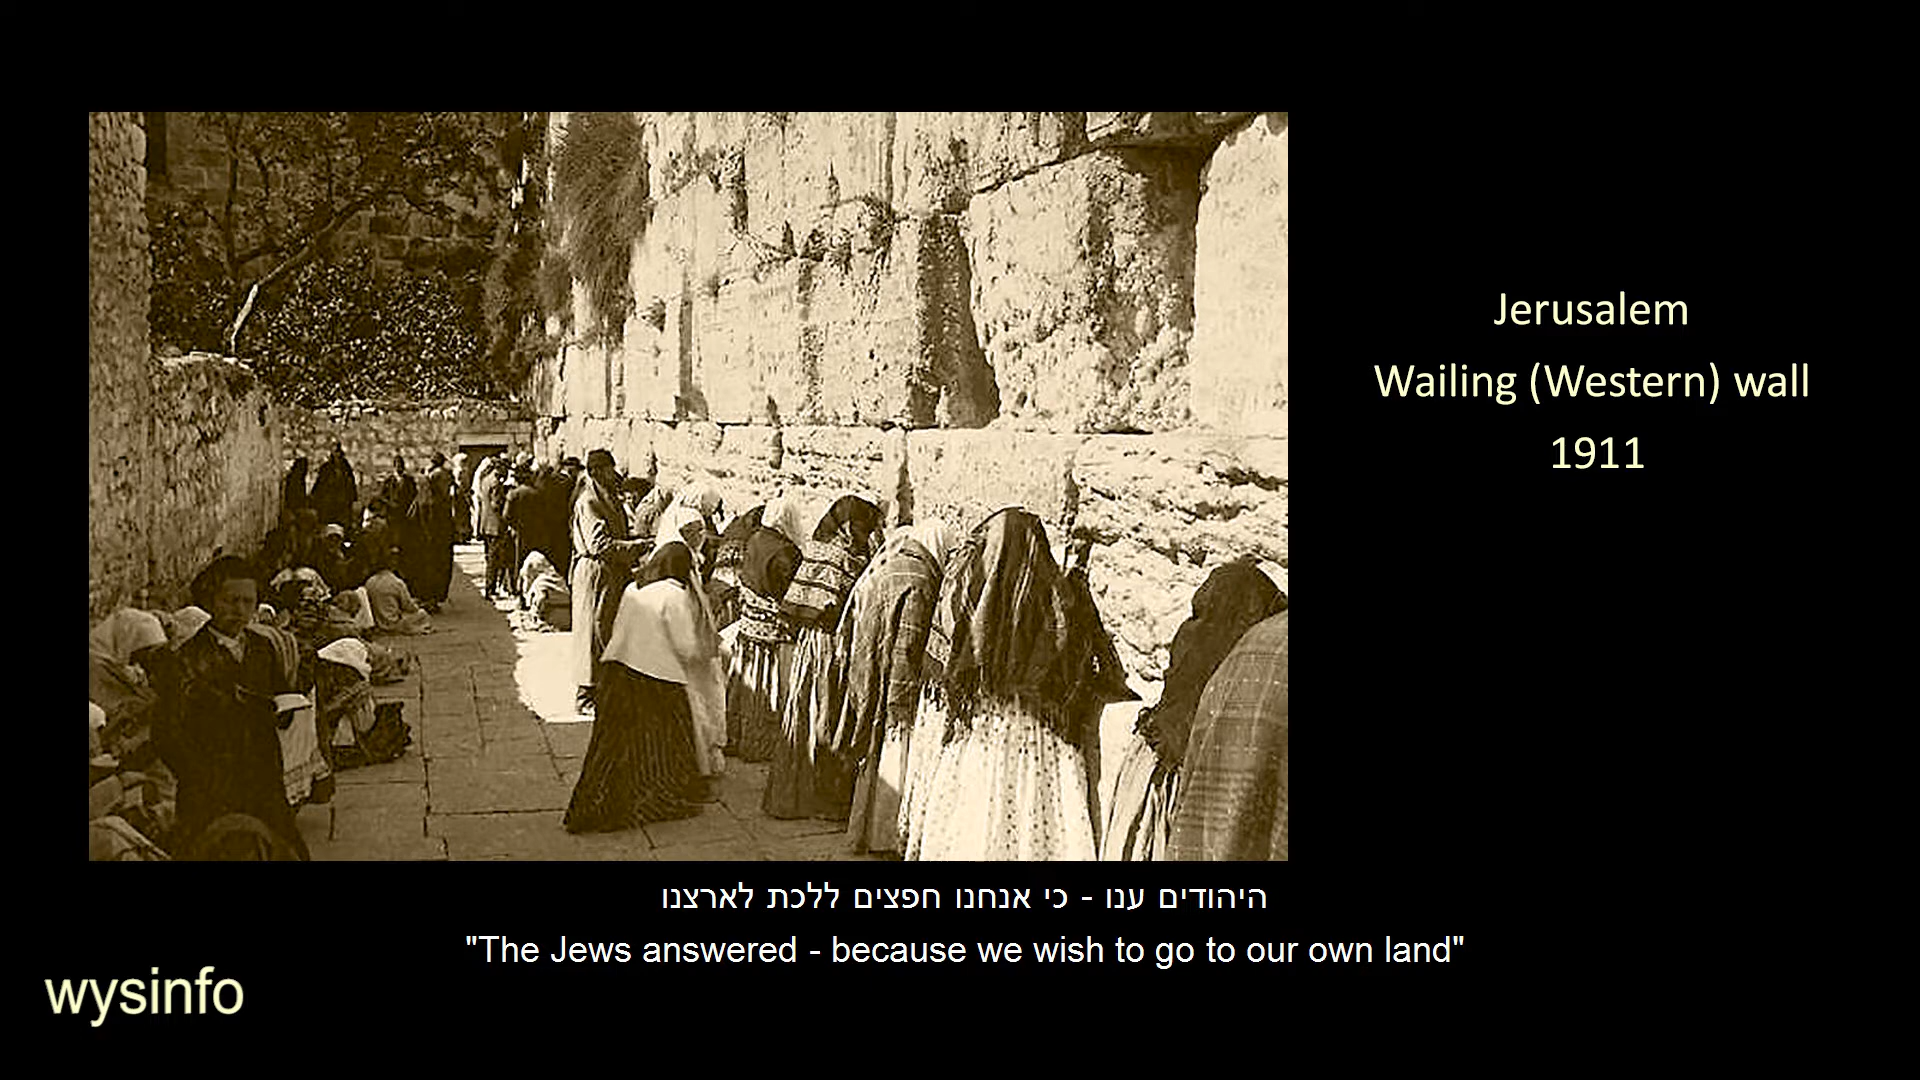 Jerusalem
Wailing (Western) wall
1911
היהודים ענו - כי אנחנו חפצים ללכת לארצנו
"The Jews answered - because we wish to go to our own land"
wysinfo